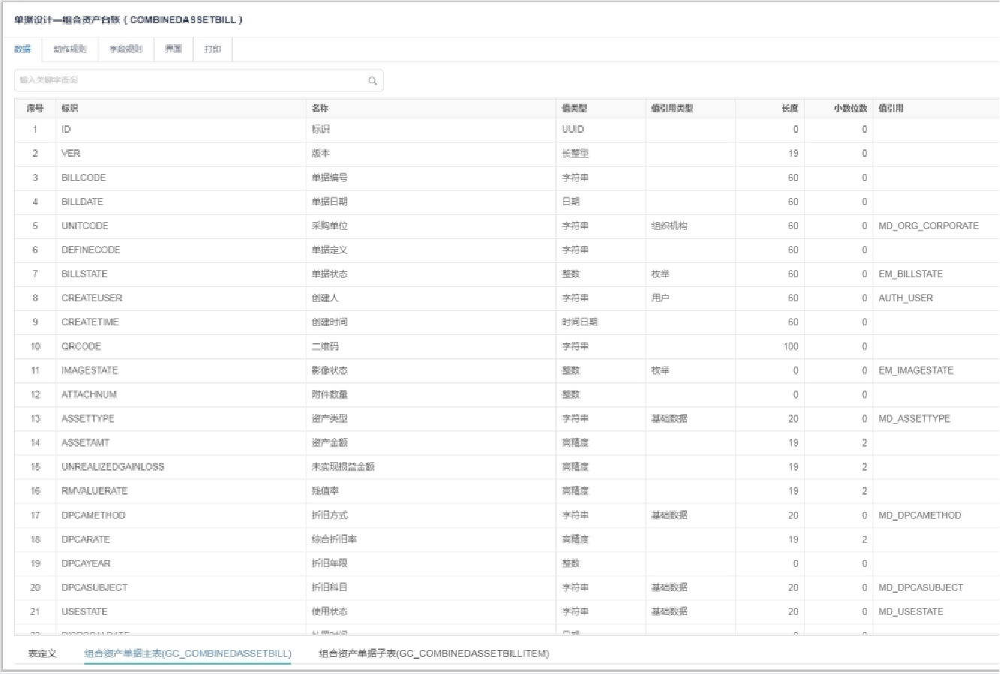 单据设计—组合资产台账 ( COMBINEDASSETBILL )
数据 动作规则 字段规则 界面 打印
输入关键字查询
序号 标识 名称 值类型 值引用类型 长度 小数位数 值引用
1 ID 标识 UUID 0 0
2 VER 版本 长整型 19 0
3 BILLCODE 单据编号 字符串 60 0
4 BILLDATE 单据日期 日期 60 0
5 UNITCODE 采购单位 字符串 组织机构 60 0 MD_ORG_CORPORATE
6 DEFINECODE 单据定义 字符串 60 0
7 BILLSTATE 单据状态 整数 枚举 60 0 EM_BILLSTATE
8 CREATEUSER 创建人 字符串 用户 60 0 AUTH_USER
9 CREATETIME 创建时间 时间日期 60 0
10 QRCODE 二维码 字符串 100 0
11 IMAGESTATE 影像状态 整数 枚举 0 0 EM_IMAGESTATE
12 ATTACHNUM 附件数量 整数 0 0
13 ASSETTYPE 资产类型 字符串 基础数据 20 0 MD_ASSETTYPE
14 ASSETAMT 资产金额 高精度 19 2
15 UNREALIZEDGAINLOSS 未实现损益金额 高精度 19 2
16 RMVALUERATE 残值率 高精度 19 2
17 DPCAMETHOD 折旧方式 字符串 基础数据 20 0 MD_DPCAMETHOD
18 DPCARATE 综合折旧率 高精度 19 2
19 DPCAYEAR 折旧年限 整数 0 0
20 DPCASUBJECT 折旧科目 字符串 基础数据 20 0 MD_DPCASUBJECT
21 USESTATE 使用状态 字符串 基础数据 20 0 MD_USESTATE
表定义 组合资产单据主表(GC_COMBINEDASSETBILL) 组合资产单据子表(GC_COMBINEDASSETBILLITEM)